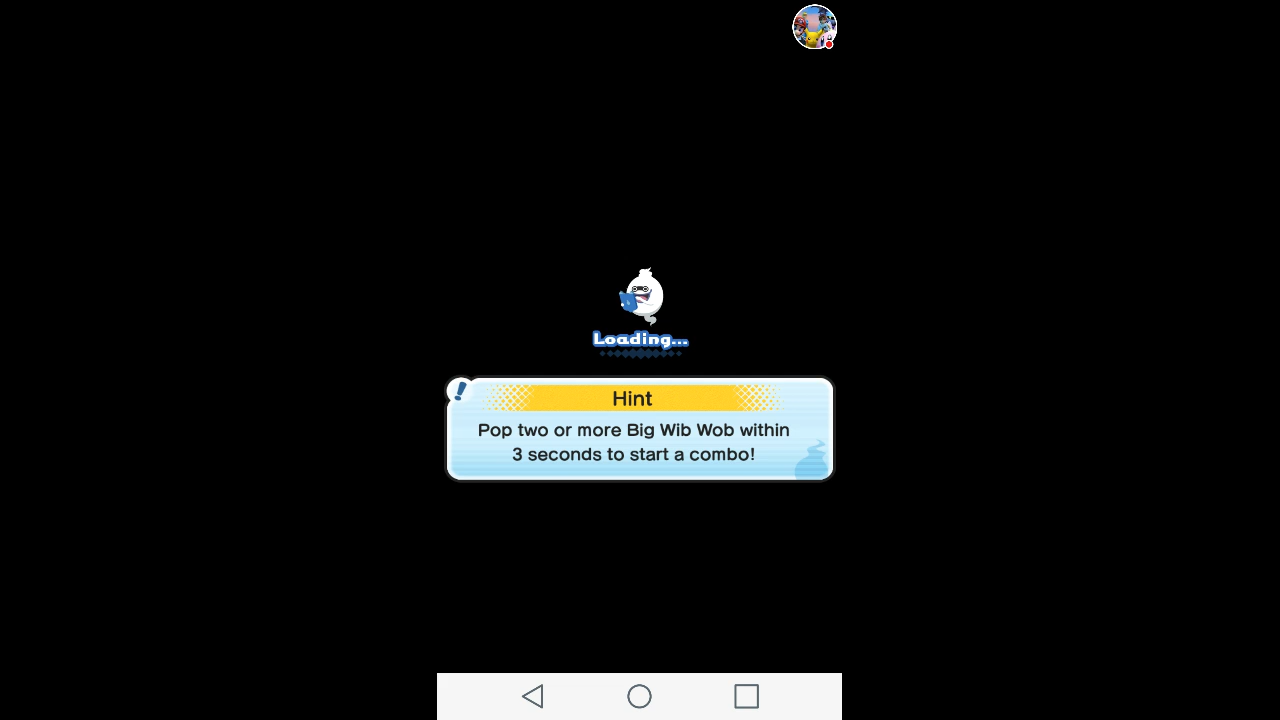 Loading...
Hint
Pop two or more Big Wib Wob within
3 seconds to start a combo!